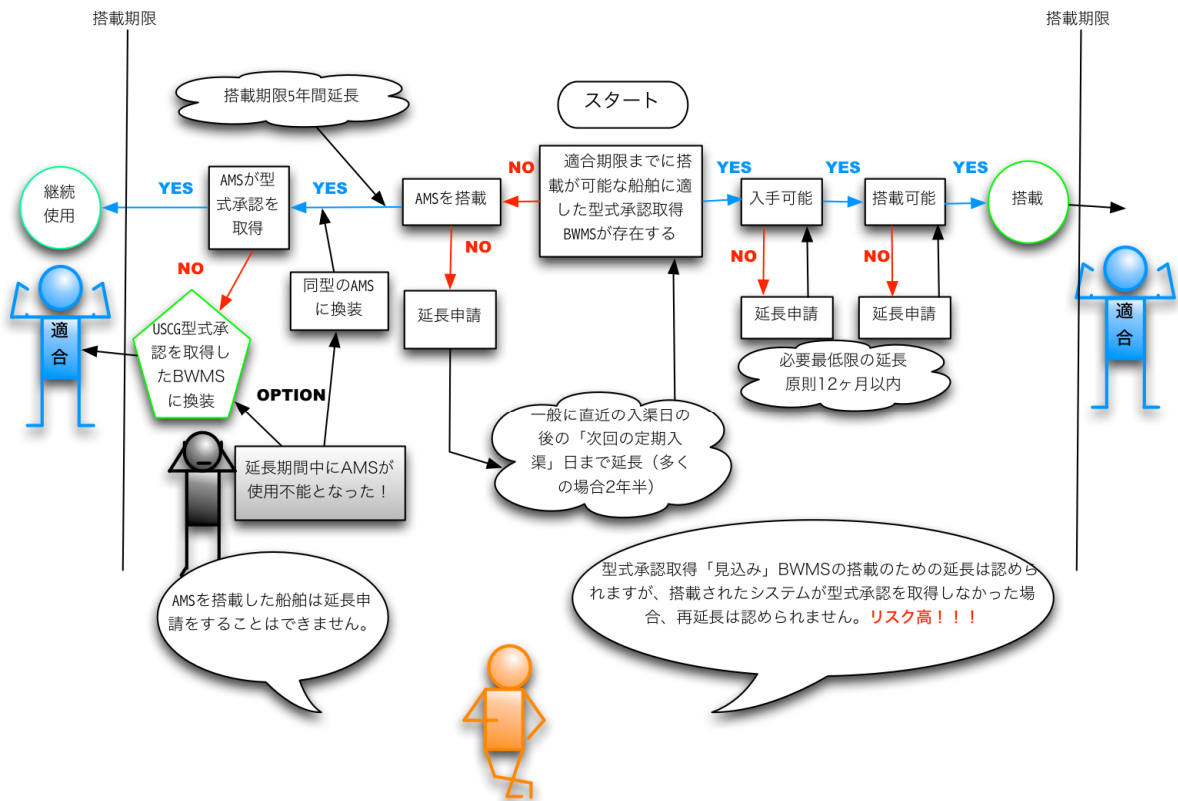 搭載期限
搭載期限
搭載期限5年間延長
スタート
適合期限までに搭
載が可能な船舶に適
した型式承認取得
BWMSが存在する
NO
YES
入手可能
YES
搭載可能
YES
搭載
AMSを搭載
YES
AMSが型
式承認を
取得
YES
継続
使用
NO
延長申請
NO
延長申請
NO
延長申請
必要最低限の延長
原則12ヶ月以内
NO
同型のAMS
に換装
USCG型式承
認を取得し
たBWMS
に換装
OPTION
適
合
適
合
一般に直近の入渠日の
後の「次回の定期入
渠」日まで延長（多く
の場合2年半）
延長期間中にAMSが
使用不能となった！
AMSを搭載した船舶は延長申
請をすることはできません。
型式承認取得「見込み」BWMSの搭載のための延長は認めら
れますが、搭載されたシステムが型式承認を取得しなかった場
合、再延長は認められません。リスク高！！！